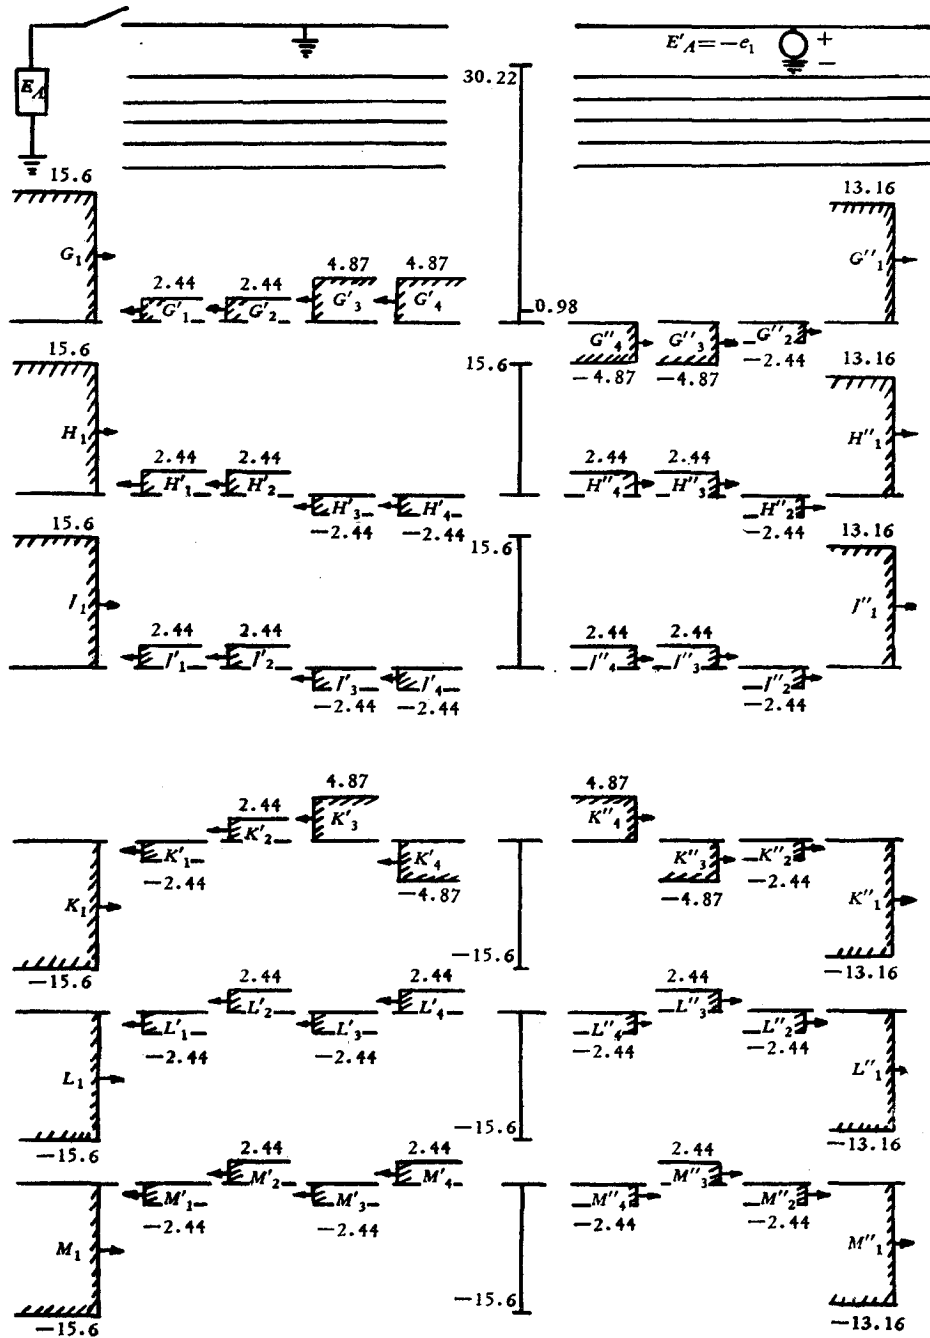 E'_A=−e_1 +
−
30.22
E_A
15.6 13.16
G_1 G''_1
4.87 4.87
2.44 2.44
G'_1 G'_2 G'_3 G'_4
0.98
G''_4 G''_3 G''_2
−2.44
−4.87 −4.87
15.6 15.6 13.16
H_1 H''_1
2.44 2.44 2.44 2.44
H'_1 H'_2 H''_4 H''_3
H'_3 H'_4 H''_2
−2.44 −2.44 −2.44
15.6 15.6 13.16
J_1 J''_1
2.44 2.44 2.44 2.44
J'_1 J'_2 J''_4 J''_3
J'_3 J'_4 J''_2
−2.44 −2.44 −2.44
4.87 4.87
2.44
K'_2 K'_3 K''_4
K'_1 K'_4 K''_3 K''_2
−2.44 −2.44
−4.87 −4.87
K_1 K''_1
−15.6 −15.6 −13.16
2.44 2.44 2.44
L'_2 L'_4 L''_3
L'_1 L'_3 L''_4 L''_2
−2.44 −2.44 −2.44 −2.44
L_1 L''_1
−15.6 −15.6 −13.16
2.44 2.44 2.44
M'_2 M'_4 M''_3
M'_1 M'_3 M''_4 M''_2
−2.44 −2.44 −2.44 −2.44
M_1 M''_1
−15.6 −15.6 −13.16